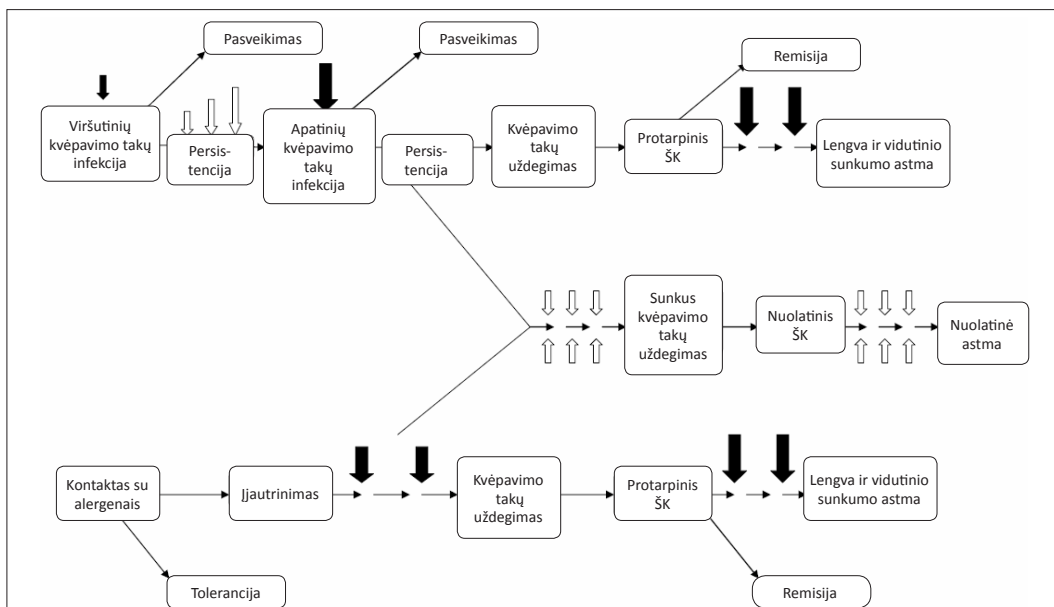 Pasveikimas
Pasveikimas
Remisija
Viršutinių
kvėpavimo takų
infekcija
Persis-
tencija
Apatinių
kvėpavimo
takų
infekcija
Persis-
tencija
Kvėpavimo
takų
uždegimas
Protarpinis
ŠK
Lengva ir vidutinio
sunkumo astma
Sunkus
kvėpavimo
takų
uždegimas
Nuolatinis
ŠK
Nuolatinė
astma
Kontaktas su
alergenais
Įjautrinimas
Kvėpavimo
takų
uždegimas
Protarpinis
ŠK
Lengva ir vidutinio
sunkumo astma
Tolerancija
Remisija